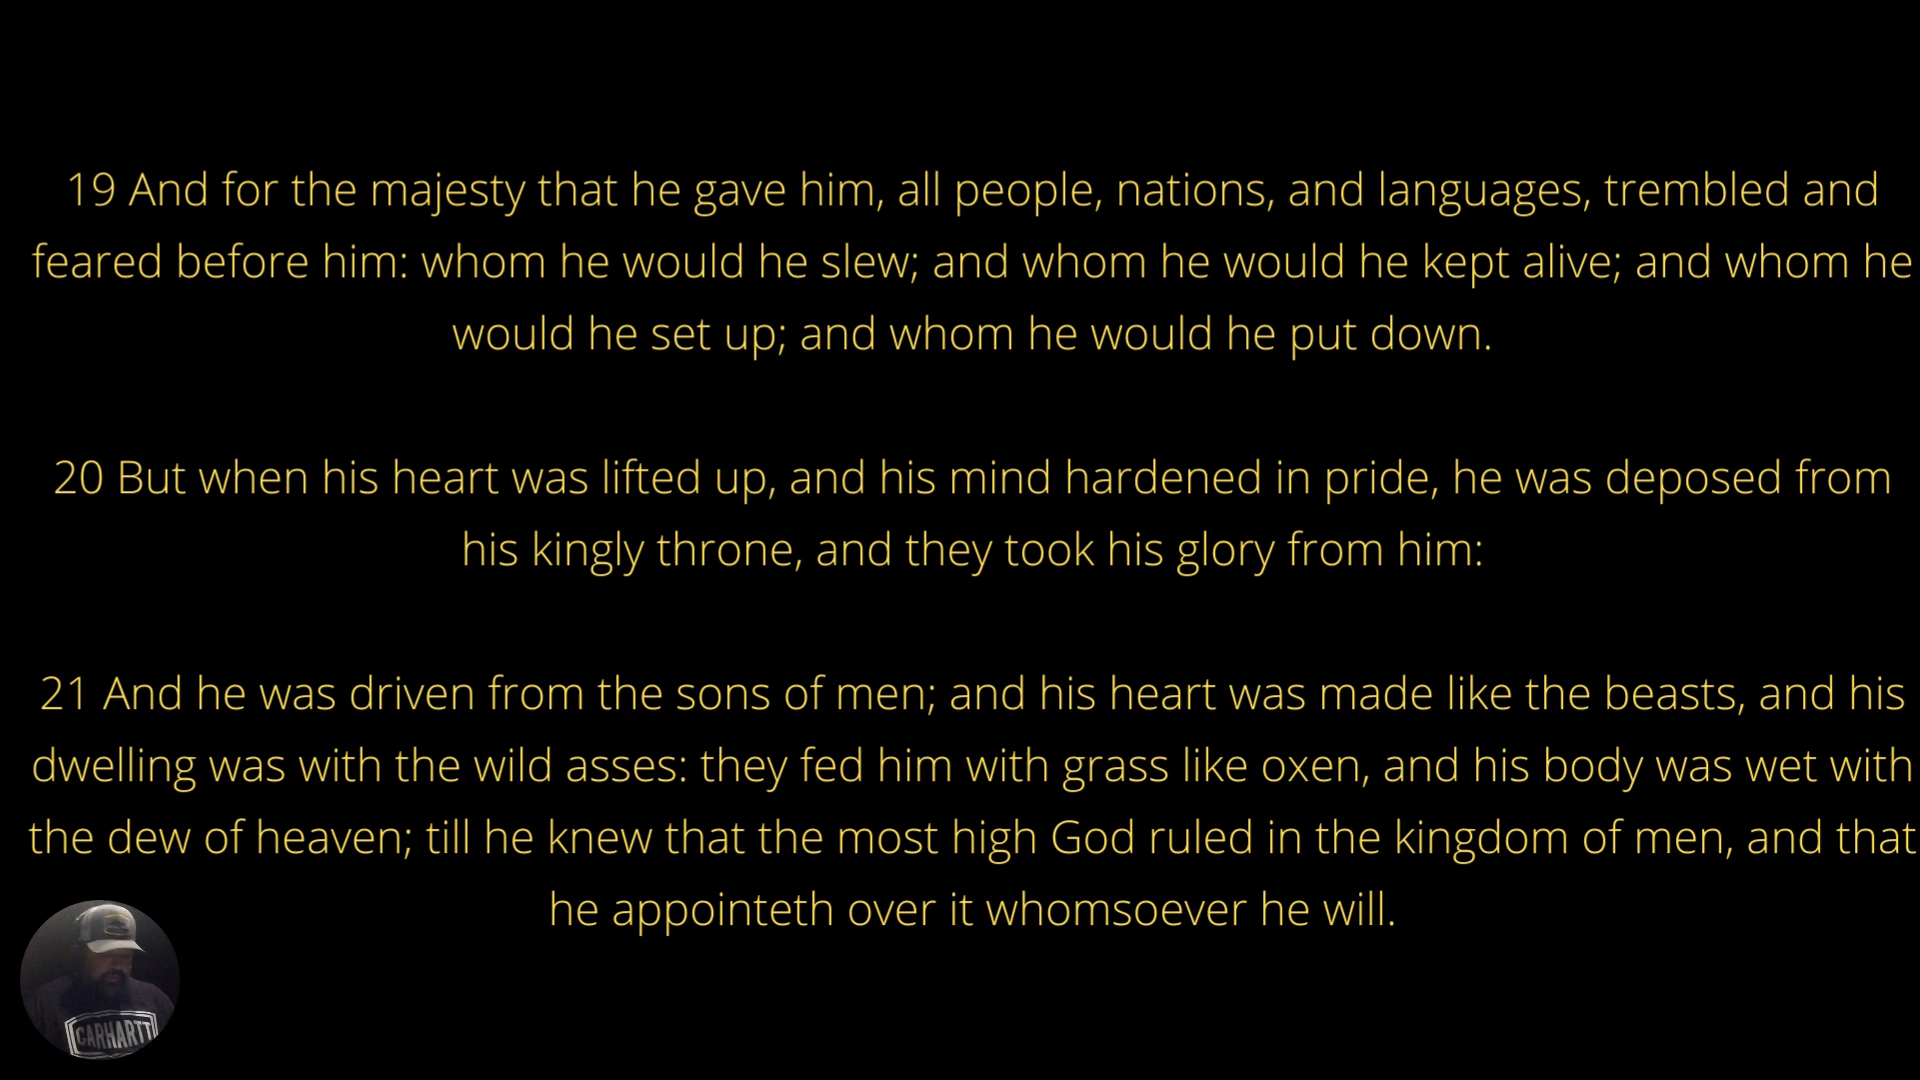 19 And for the majesty that he gave him, all people, nations, and languages, trembled and
feared before him: whom he would he slew; and whom he would he kept alive; and whom he
would he set up; and whom he would he put down.
20 But when his heart was lifted up, and his mind hardened in pride, he was deposed from
his kingly throne, and they took his glory from him:
21 And he was driven from the sons of men; and his heart was made like the beasts, and his
dwelling was with the wild asses: they fed him with grass like oxen, and his body was wet with
the dew of heaven; till he knew that the most high God ruled in the kingdom of men, and that
he appointeth over it whomsoever he will.
CARHARTT